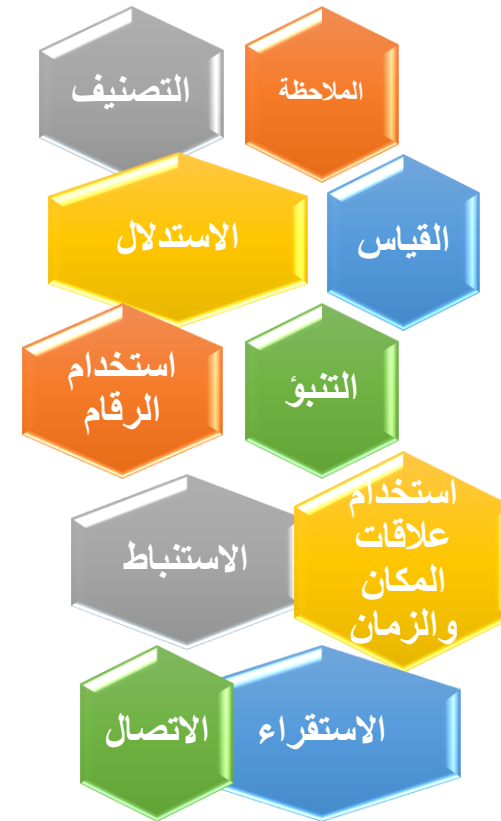 الملاحظة
التصنيف
القياس
الاستدلال
التنبؤ
استخدام
الرقام
استخدام
علاقات
المكان
والزمان
الاستنباط
الاستقراء
الاتصال